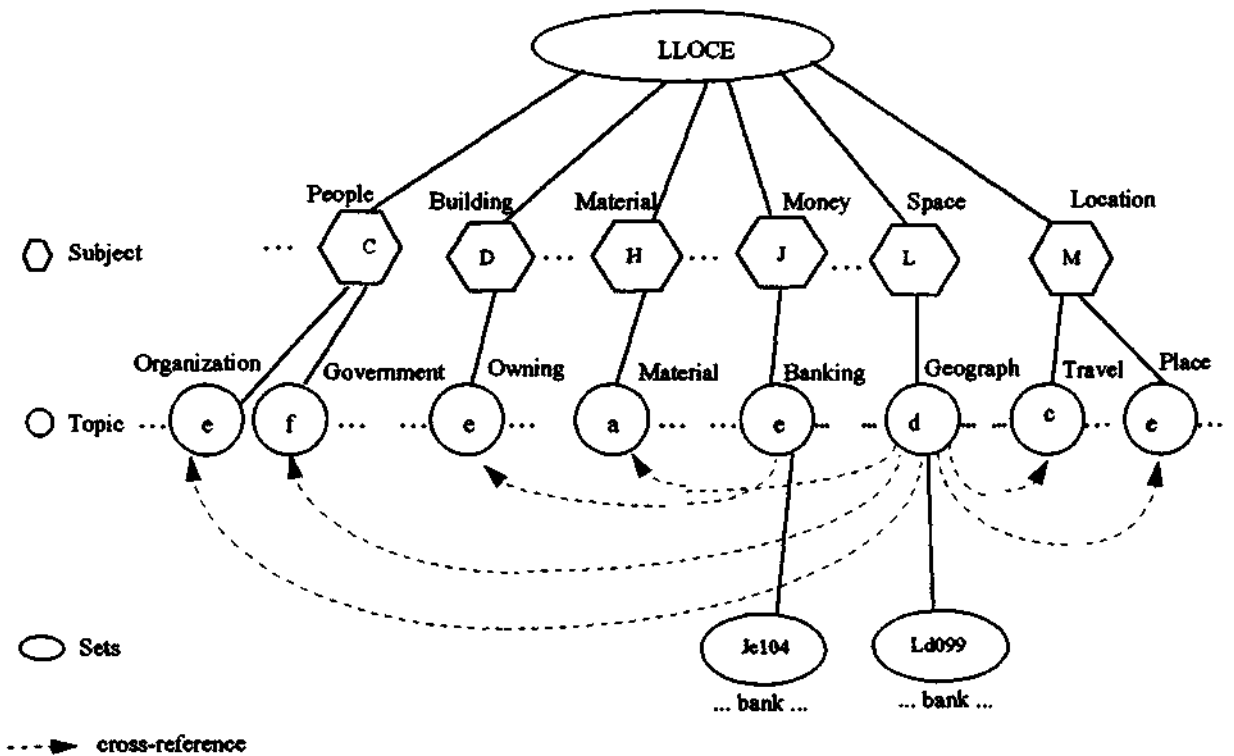 LLOCE
People Building Material Money Space Location
Subject ... C D ... H ... J ... L M
Organization Government Owning Material Banking Geograph Travel Place
Topic ... e f ... ... e ... a ... e ... ... d ... ... c ... e ...
Sets Je104 Ld099
... bank ... ... bank ...
cross-reference